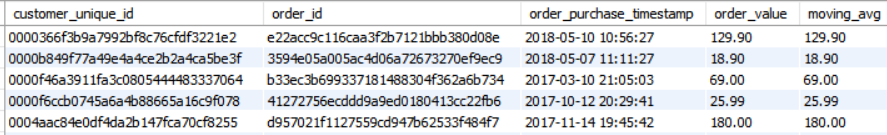 customer_unique_id order_id order_purchase_timestamp order_value moving_avg
0000366f3b9a7992bf8c76cfdf3221e2 e22acc9c116caa3f2b7121bbb380d08e 2018-05-10 10:56:27 129.90 129.90
0000b849f77a49e4a4ce2b2a4ca5be3f 3594e05a005ac4d06a72673270ef9ec9 2018-05-07 11:11:27 18.90 18.90
0000f46a3911fa3c0805444483337064 b33ec3b699337181488304f362a6b734 2017-03-10 21:05:03 69.00 69.00
0000f6ccb0745a6a4b88665a16c9f078 41272756ecddd9a9ed0180413cc22fb6 2017-10-12 20:29:41 25.99 25.99
0004aac84e0df4da2b147fca70cf8255 d957021f1127559cd947b62533f484f7 2017-11-14 19:45:42 180.00 180.00